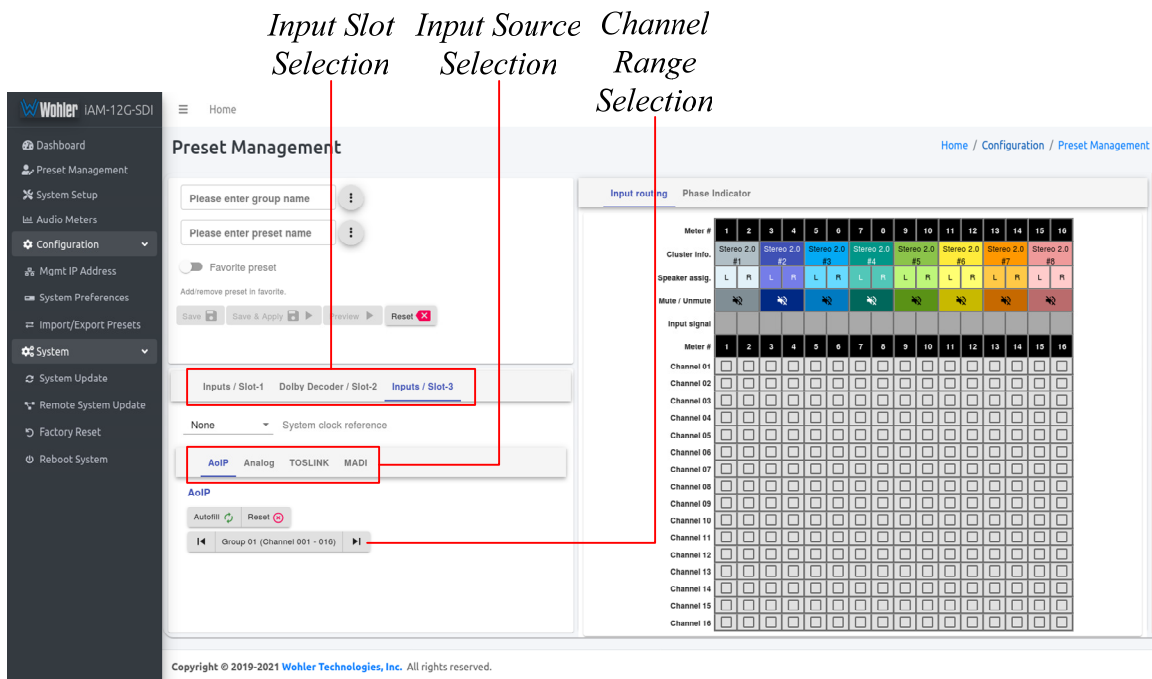 Input Slot Selection
Input Source Selection
Channel Range Selection
Wohler iAM-12G-SDI
Home
Dashboard
Preset Management
System Setup
Audio Meters
Configuration
Mgmt IP Address
System Preferences
Import/Export Presets
System
System Update
Remote System Update
Factory Reset
Reboot System
Preset Management
Home / Configuration / Preset Management
Please enter group name
Please enter preset name
Favorite preset
Add/remove preset in favorite.
Save Save & Apply Preview Reset
Inputs / Slot-1 Dolby Decoder / Slot-2 Inputs / Slot-3
None System clock reference
AoIP Analog TOSLINK MADI
AoIP
Autofill Reset
Group 01 (Channel 001 - 016)
Input routing Phase Indicator
Meter # 1 2 3 4 5 6 7 8 9 10 11 12 13 14 15 16
Cluster Info. Stereo 2.0 #1 Stereo 2.0 #2 Stereo 2.0 #3 Stereo 2.0 #4 Stereo 2.0 #5 Stereo 2.0 #6 Stereo 2.0 #7 Stereo 2.0 #8
Speaker assig. L R L R L R L R L R L R L R L R
Mute / Unmute
Input signal
Meter # 1 2 3 4 5 6 7 8 9 10 11 12 13 14 15 16
Channel 01
Channel 02
Channel 03
Channel 04
Channel 05
Channel 06
Channel 07
Channel 08
Channel 09
Channel 10
Channel 11
Channel 12
Channel 13
Channel 14
Channel 15
Channel 16
Copyright © 2019-2021 Wohler Technologies, Inc. All rights reserved.